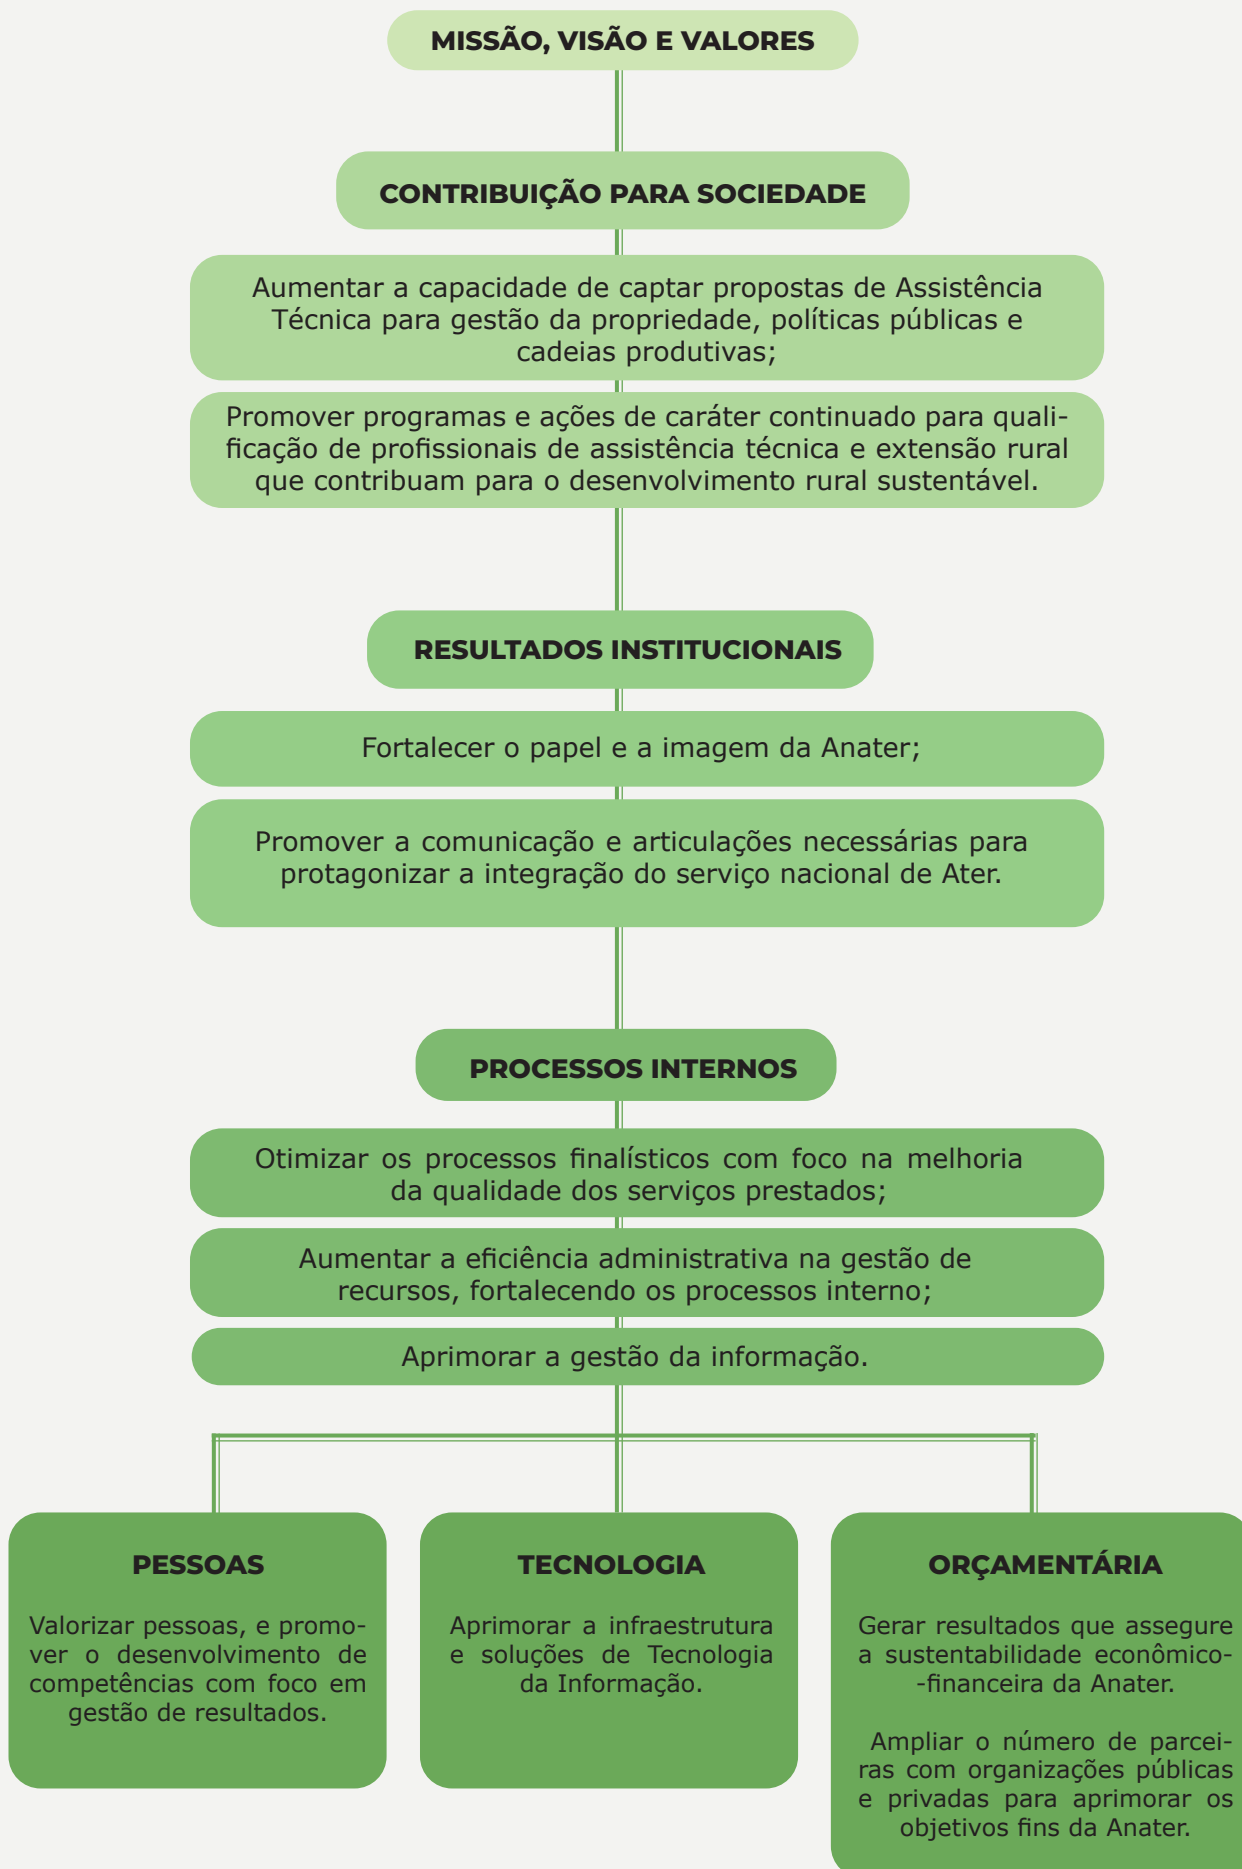 MISSÃO, VISÃO E VALORES
CONTRIBUIÇÃO PARA SOCIEDADE
Aumentar a capacidade de captar propostas de Assistência
Técnica para gestão da propriedade, políticas públicas e
cadeias produtivas;
Promover programas e ações de caráter continuado para quali-
ficação de profissionais de assistência técnica e extensão rural
que contribuam para o desenvolvimento rural sustentável.
RESULTADOS INSTITUCIONAIS
Fortalecer o papel e a imagem da Anater;
Promover a comunicação e articulações necessárias para
protagonizar a integração do serviço nacional de Ater.
PROCESSOS INTERNOS
Otimizar os processos finalísticos com foco na melhoria
da qualidade dos serviços prestados;
Aumentar a eficiência administrativa na gestão de
recursos, fortalecendo os processos interno;
Aprimorar a gestão da informação.
PESSOAS
Valorizar pessoas, e promo-
ver o desenvolvimento de
competências com foco em
gestão de resultados.
TECNOLOGIA
Aprimorar a infraestrutura
e soluções de Tecnologia
da Informação.
ORÇAMENTÁRIA
Gerar resultados que assegure
a sustentabilidade econômico-
-financeira da Anater.
Ampliar o número de parcei-
ras com organizações públicas
e privadas para aprimorar os
objetivos fins da Anater.